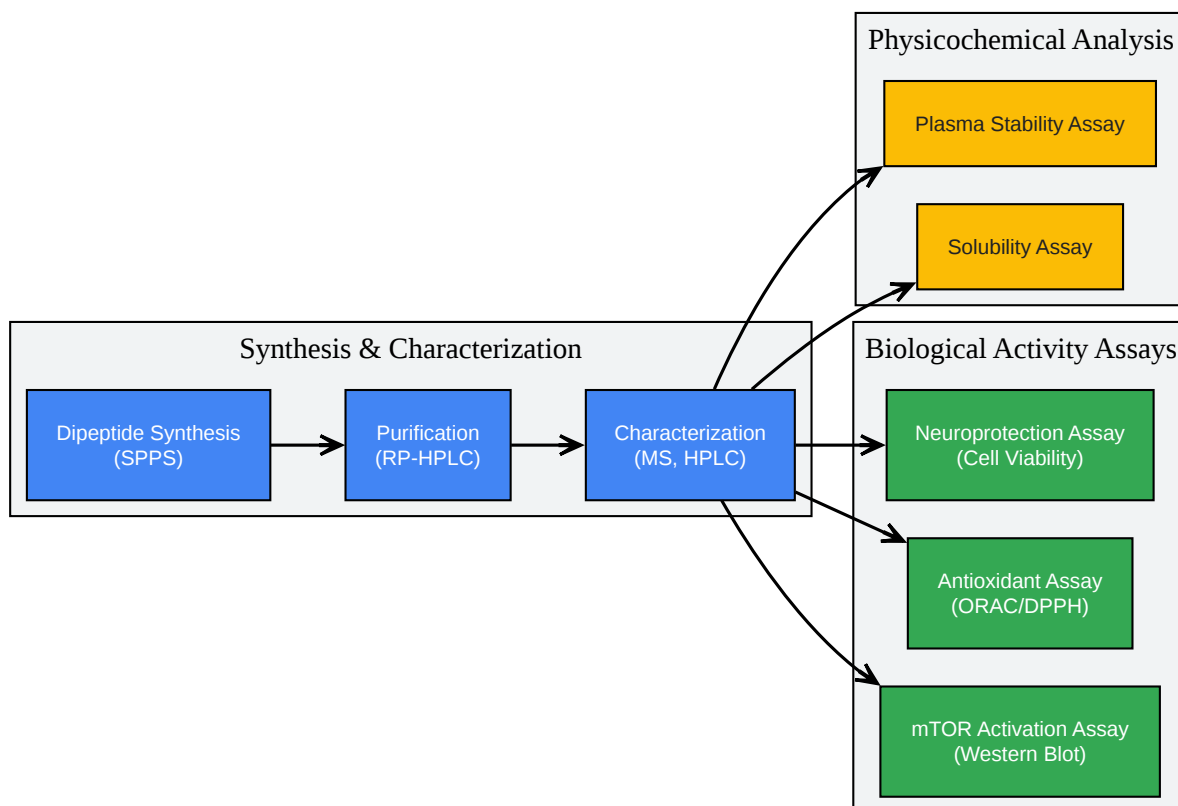 Physicochemical Analysis
Plasma Stability Assay
Solubility Assay
Synthesis & Characterization
Dipeptide Synthesis
(SPPS)
Purification
(RP-HPLC)
Characterization
(MS, HPLC)
Biological Activity Assays
Neuroprotection Assay
(Cell Viability)
Antioxidant Assay
(ORAC/DPPH)
mTOR Activation Assay
(Western Blot)